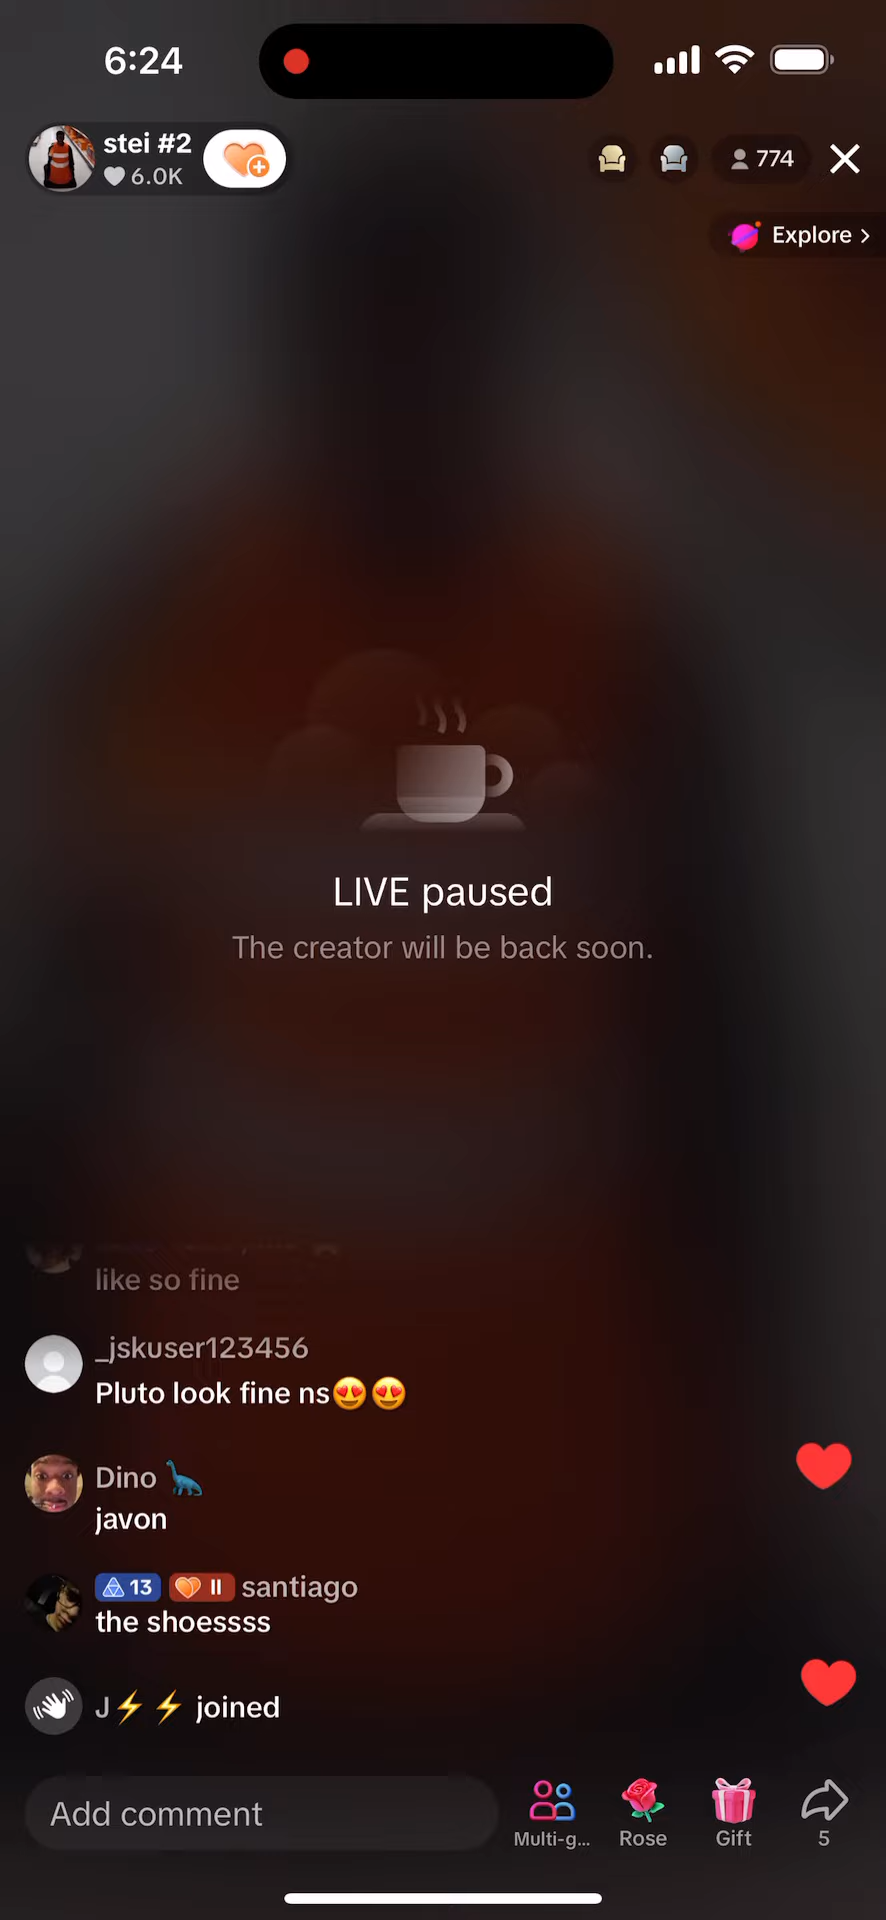 6:24
stei #2
6.0K
774
Explore >
LIVE paused
The creator will be back soon.
like so fine
_jskuser123456
Pluto look fine ns😍😍
Dino 🦕
javon
13 II santiago
the shoessss
J⚡⚡ joined
Add comment
Multi-g...
Rose
Gift
5